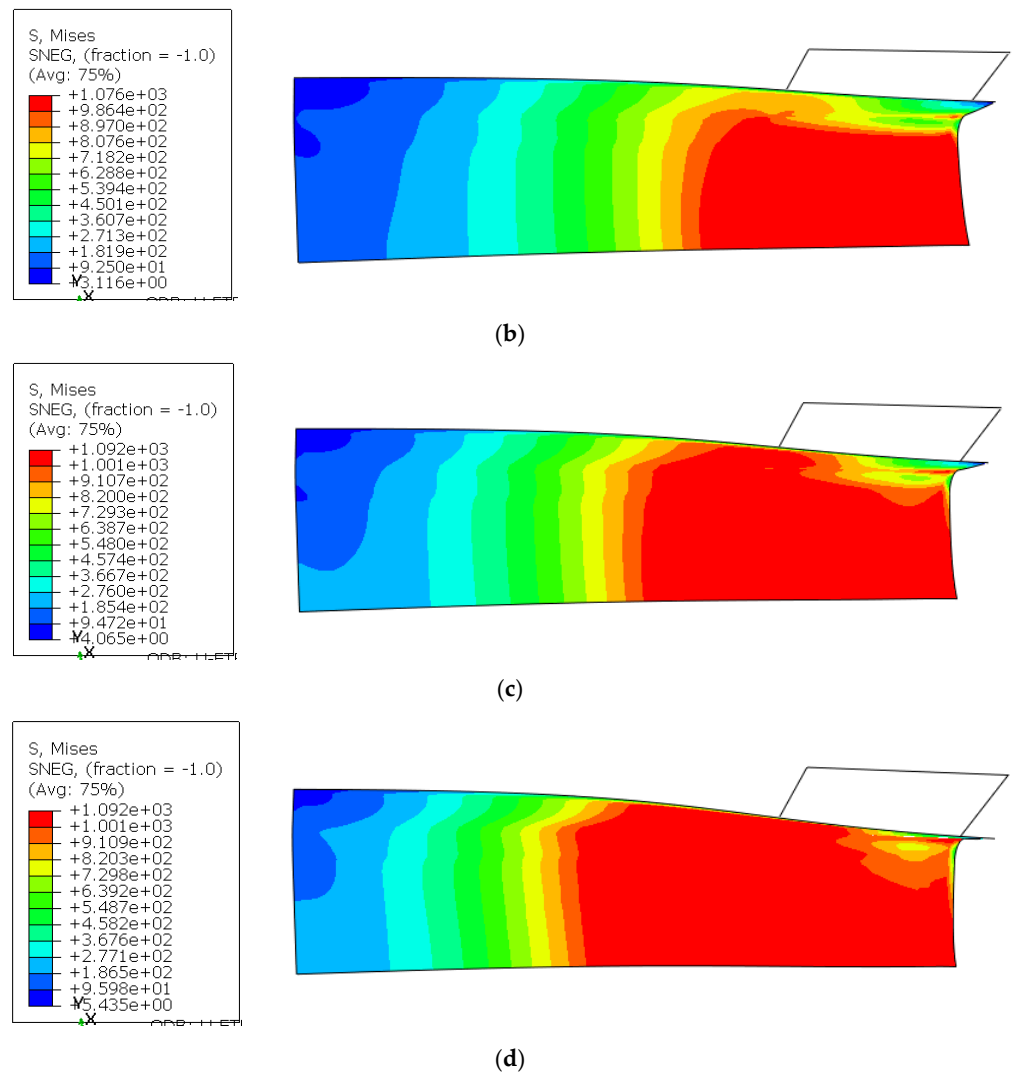 S, Mises
SNEG, (fraction = -1.0)
(Avg: 75%)
+1.076e+03
+9.864e+02
+8.970e+02
+8.076e+02
+7.182e+02
+6.288e+02
+5.394e+02
+4.501e+02
+3.607e+02
+2.713e+02
+1.819e+02
+9.250e+01
+3.116e+00
Y
X
(b)
S, Mises
SNEG, (fraction = -1.0)
(Avg: 75%)
+1.092e+03
+1.001e+03
+9.107e+02
+8.200e+02
+7.293e+02
+6.387e+02
+5.480e+02
+4.574e+02
+3.667e+02
+2.760e+02
+1.854e+02
+9.472e+01
+4.065e+00
Y
X
(c)
S, Mises
SNEG, (fraction = -1.0)
(Avg: 75%)
+1.092e+03
+1.001e+03
+9.109e+02
+8.203e+02
+7.298e+02
+6.392e+02
+5.487e+02
+4.582e+02
+3.676e+02
+2.771e+02
+1.865e+02
+9.598e+01
+5.435e+00
Y
X
(d)